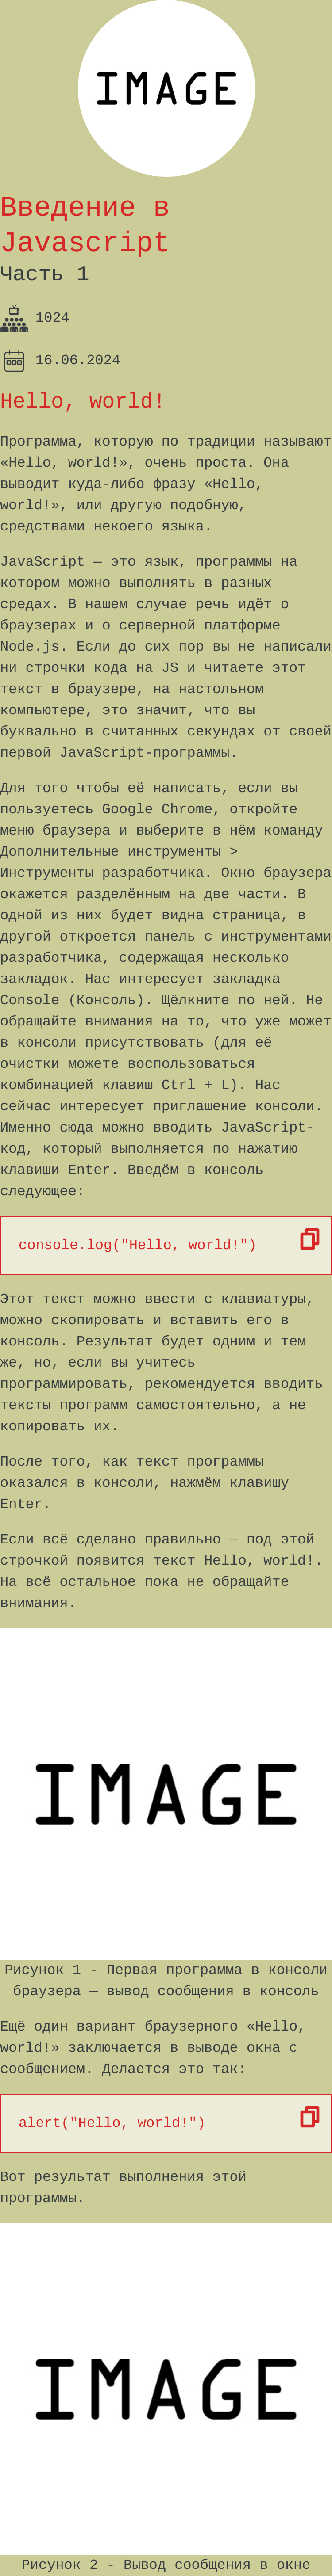 IMAGE
Введение в
Javascript
Часть 1
1024
16.06.2024
Hello, world!
Программа, которую по традиции называют
«Hello, world!», очень проста. Она
выводит куда-либо фразу «Hello,
world!», или другую подобную,
средствами некоего языка.
JavaScript — это язык, программы на
котором можно выполнять в разных
средах. В нашем случае речь идёт о
браузерах и о серверной платформе
Node.js. Если до сих пор вы не написали
ни строчки кода на JS и читаете этот
текст в браузере, на настольном
компьютере, это значит, что вы
буквально в считанных секундах от своей
первой JavaScript-программы.
Для того чтобы её написать, если вы
пользуетесь Google Chrome, откройте
меню браузера и выберите в нём команду
Дополнительные инструменты >
Инструменты разработчика. Окно браузера
окажется разделённым на две части. В
одной из них будет видна страница, в
другой откроется панель с инструментами
разработчика, содержащая несколько
закладок. Нас интересует закладка
Console (Консоль). Щёлкните по ней. Не
обращайте внимания на то, что уже может
в консоли присутствовать (для её
очистки можете воспользоваться
комбинацией клавиш Ctrl + L). Нас
сейчас интересует приглашение консоли.
Именно сюда можно вводить JavaScript-
код, который выполняется по нажатию
клавиши Enter. Введём в консоль
следующее:
console.log("Hello, world!")
Этот текст можно ввести с клавиатуры,
можно скопировать и вставить его в
консоль. Результат будет одним и тем
же, но, если вы учитесь
программировать, рекомендуется вводить
тексты программ самостоятельно, а не
копировать их.
После того, как текст программы
оказался в консоли, нажмём клавишу
Enter.
Если всё сделано правильно — под этой
строчкой появится текст Hello, world!.
На всё остальное пока не обращайте
внимания.
IMAGE
Рисунок 1 - Первая программа в консоли
браузера — вывод сообщения в консоль
Ещё один вариант браузерного «Hello,
world!» заключается в выводе окна с
сообщением. Делается это так:
alert("Hello, world!")
Вот результат выполнения этой
программы.
IMAGE
Рисунок 2 - Вывод сообщения в окне